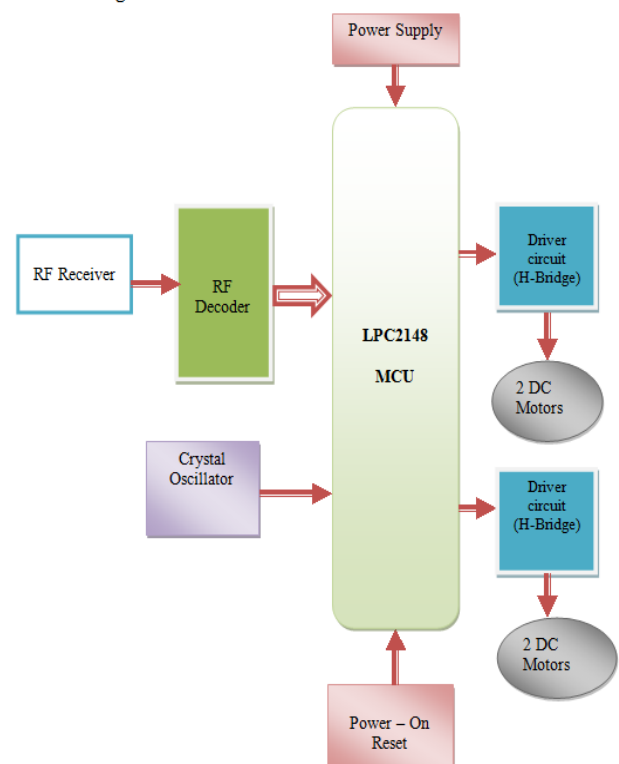 Power Supply
RF Receiver
RF
Decoder
LPC2148
MCU
Driver
circuit
(H-Bridge)
2 DC
Motors
Crystal
Oscillator
Driver
circuit
(H-Bridge)
2 DC
Motors
Power – On
Reset